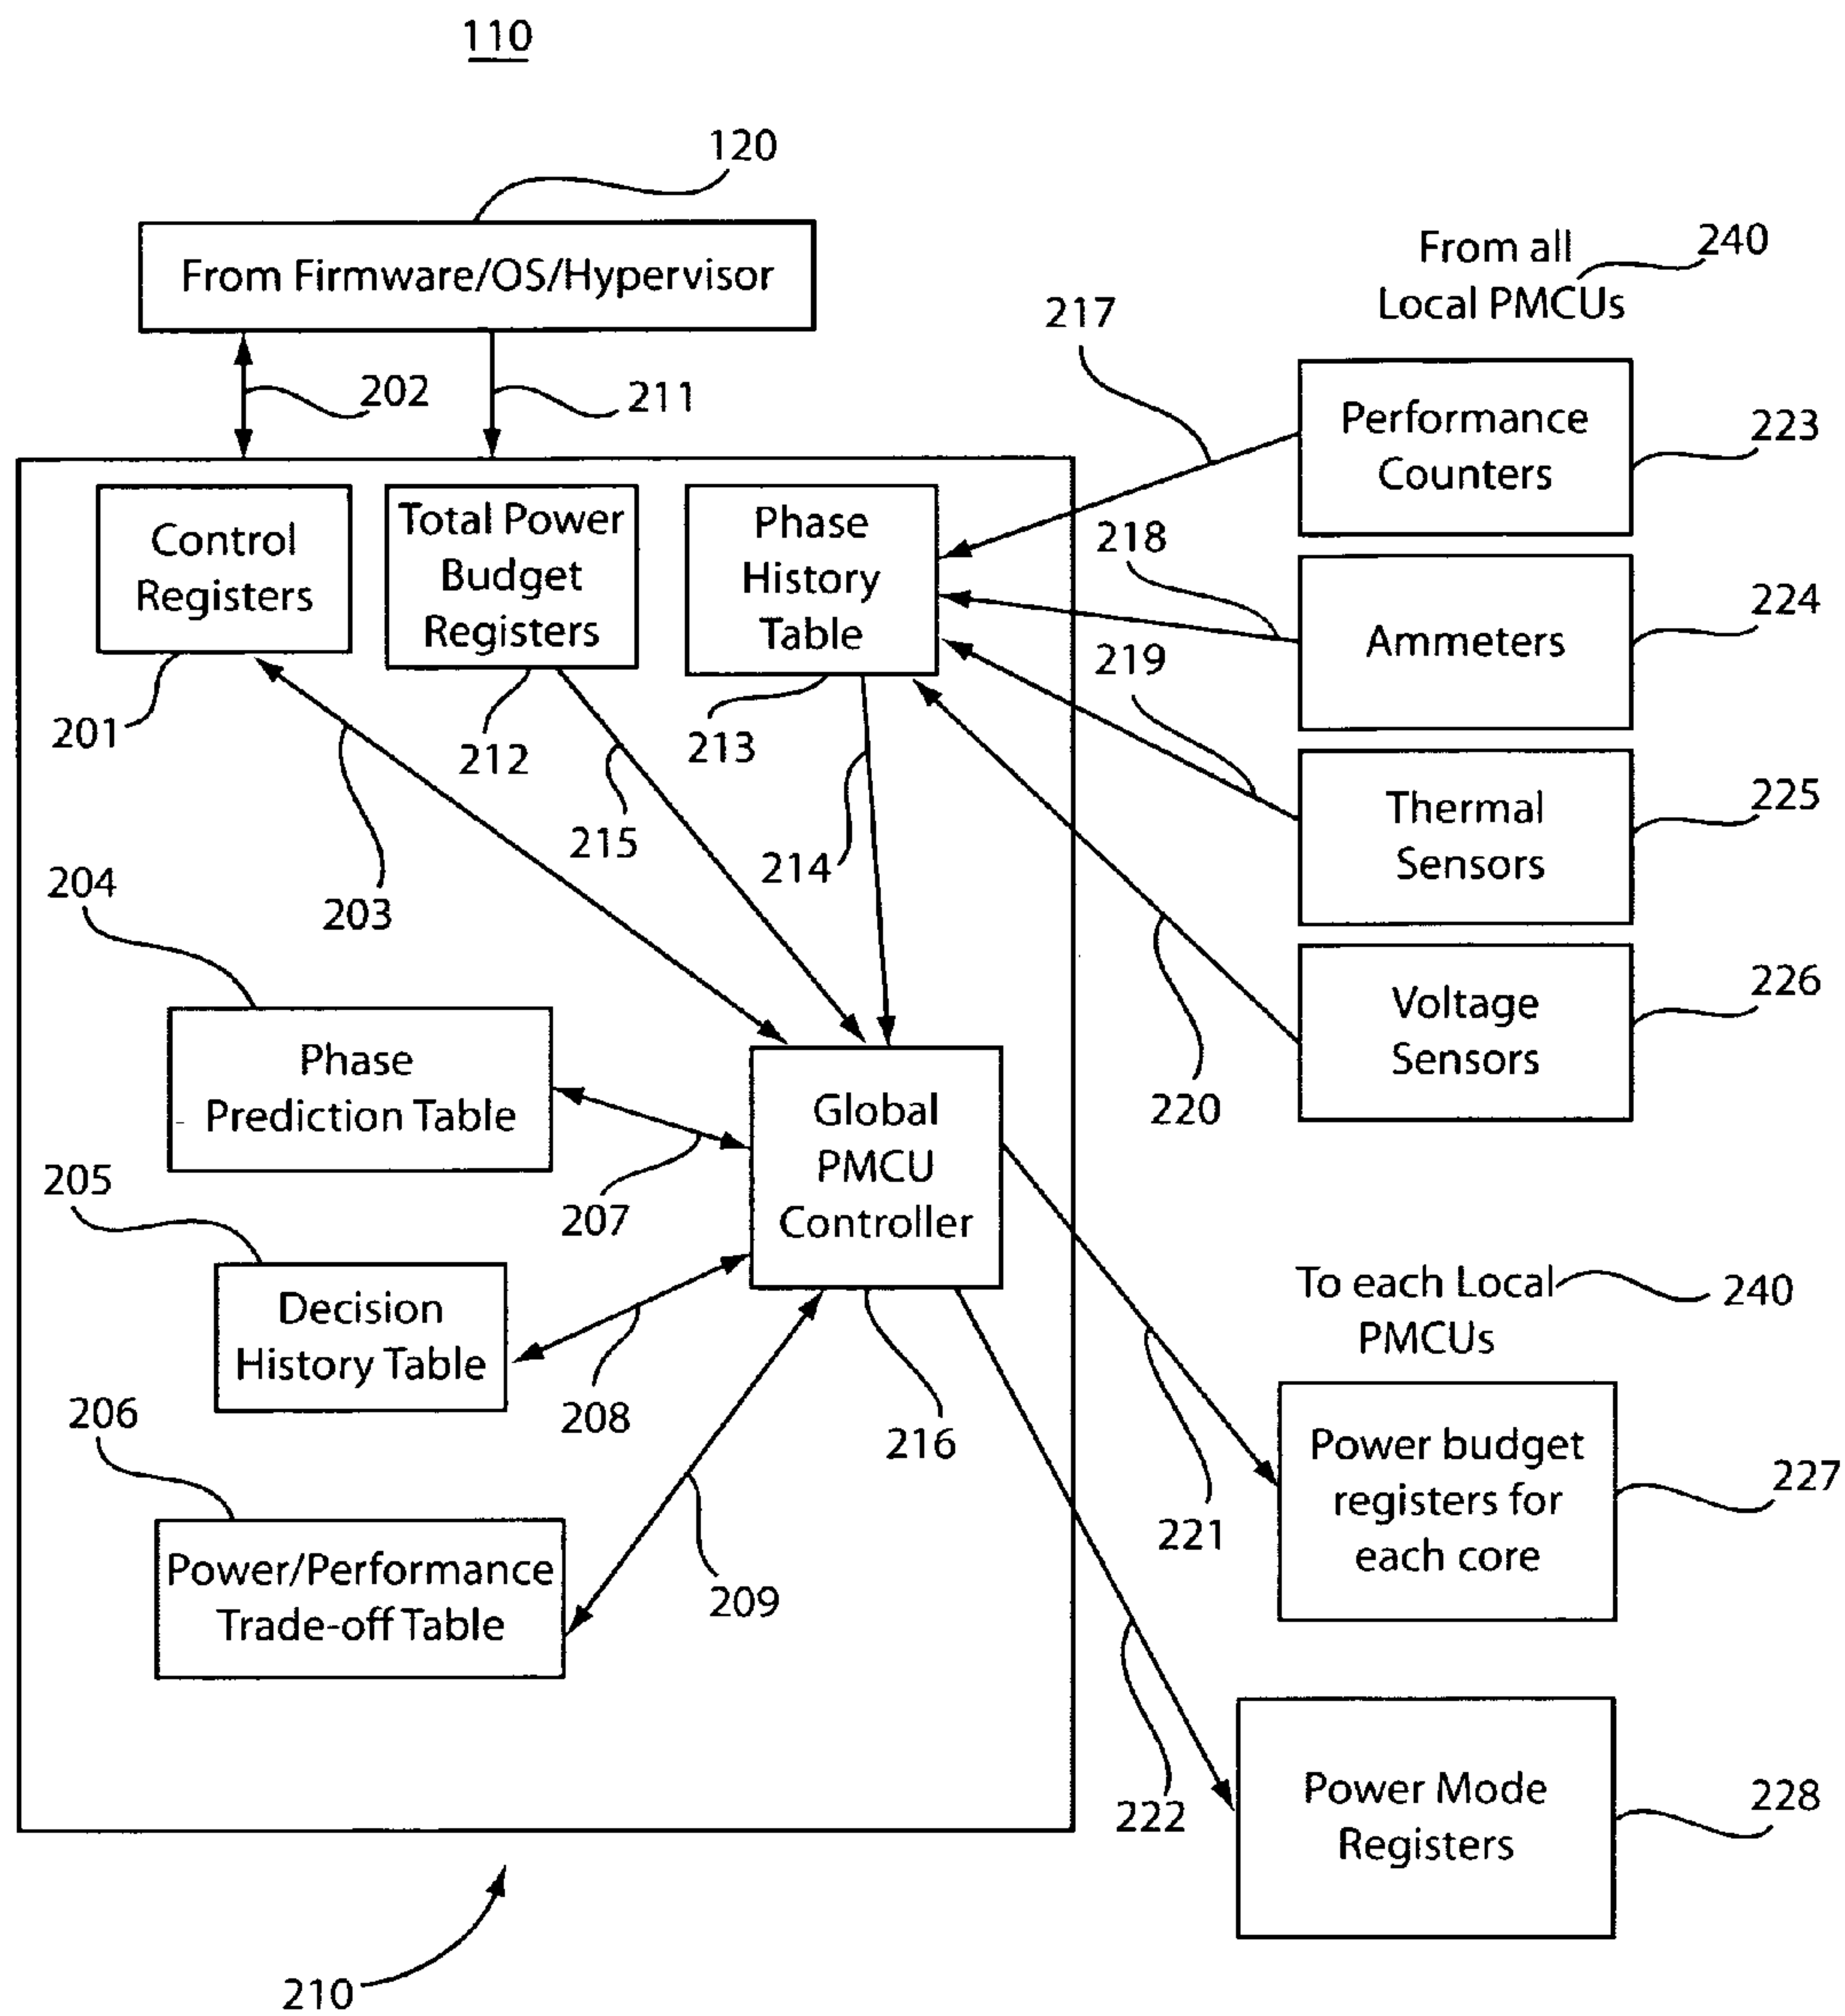 110
120
From Firmware/OS/Hypervisor
202
211
From all
Local PMCUs
240
217
Performance
Counters
223
Control
Registers
201
Total Power
Budget
Registers
212
Phase
History
Table
213
218
Ammeters
224
219
Thermal
Sensors
225
203
215
214
204
Phase
Prediction Table
Voltage
Sensors
226
220
207
Global
PMCU
Controller
205
Decision
History Table
208
216
To each Local
PMCUs
240
206
Power/Performance
Trade-off Table
209
221
Power budget
registers for
each core
227
222
Power Mode
Registers
228
210